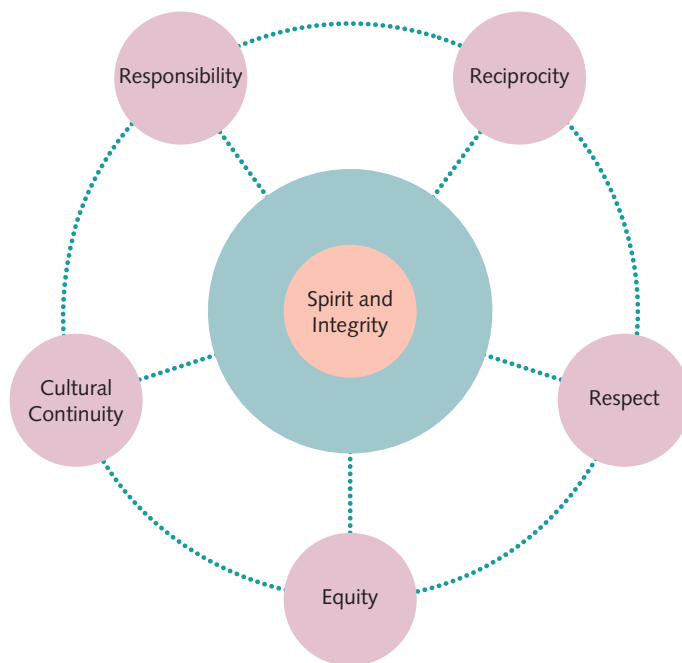 Responsibility
Reciprocity
Spirit and
Integrity
Cultural
Continuity
Respect
Equity